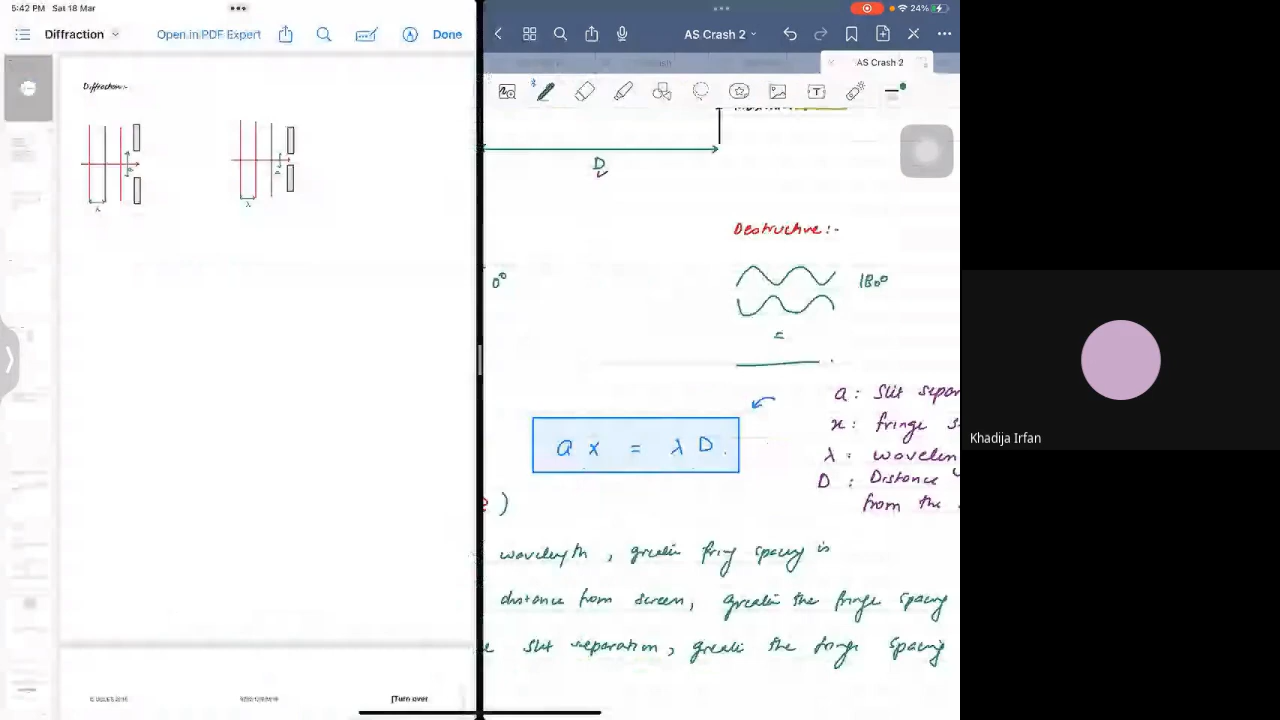 5:42 PM Sat 18 Mar
24%
Diffraction
Open in PDF Expert
Done
AS Crash 2
AS Crash 2
Diffraction:-
λ
λ
D
Destructive:-
0°
180°
=
a x = λ D
a: Slit separ
x: fringe s
λ: wavelen
D: Distance
from the
)
wavelength, greater fring spacing is
distance from screen, greater the fringe spacing
e slit separation, greater the fringe spacing
[Turn over
Khadija Irfan